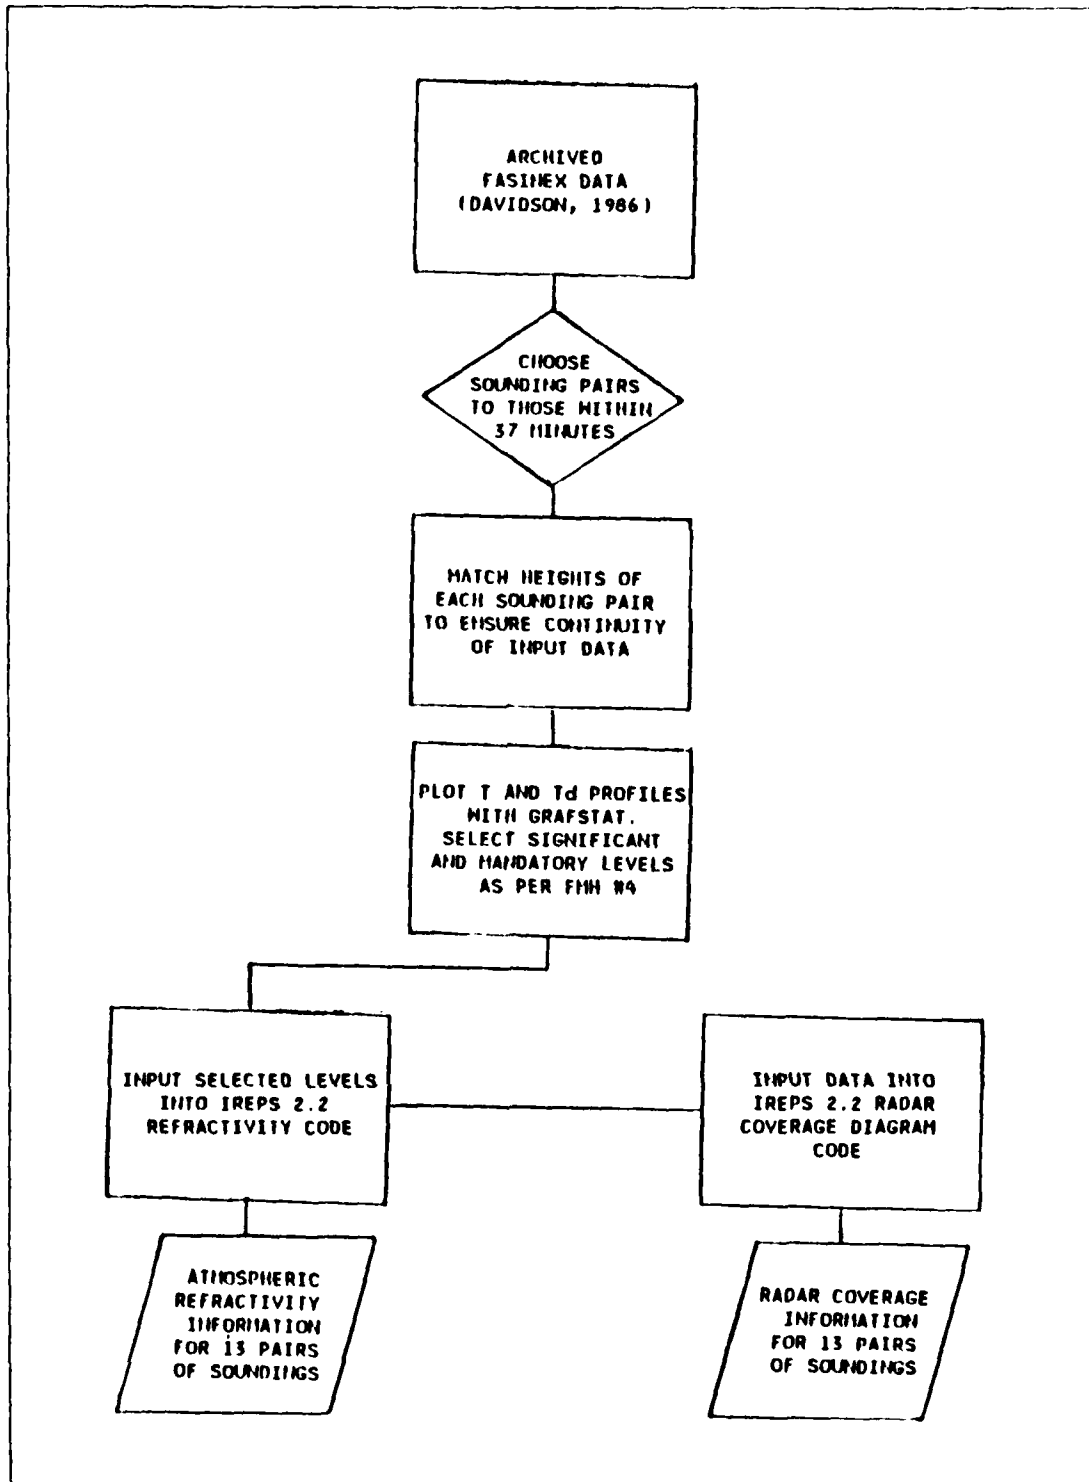 ARCHIVED
FASINEX DATA
(DAVIDSON, 1986)
CHOOSE
SOUNDING PAIRS
TO THOSE WITHIN
37 MINUTES
MATCH HEIGHTS OF
EACH SOUNDING PAIR
TO ENSURE CONTINUITY
OF INPUT DATA
PLOT T AND Td PROFILES
WITH GRAFSTAT.
SELECT SIGNIFICANT
AND MANDATORY LEVELS
AS PER FMH #4
INPUT SELECTED LEVELS
INTO IREPS 2.2
REFRACTIVITY CODE
INPUT DATA INTO
IREPS 2.2 RADAR
COVERAGE DIAGRAM
CODE
ATMOSPHERIC
REFRACTIVITY
INFORMATION
FOR 13 PAIRS
OF SOUNDINGS
RADAR COVERAGE
INFORMATION
FOR 13 PAIRS
OF SOUNDINGS